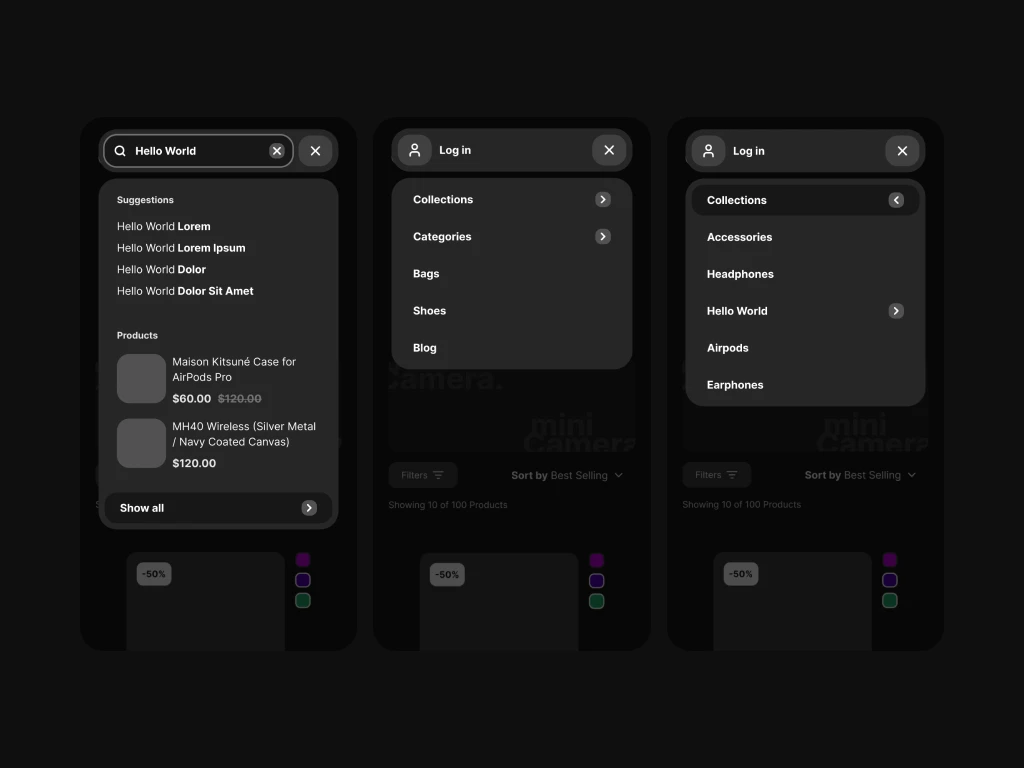 Hello World
Suggestions
Hello World Lorem
Hello World Lorem Ipsum
Hello World Dolor
Hello World Dolor Sit Amet
Products
Maison Kitsuné Case for
AirPods Pro
$60.00 $120.00
MH40 Wireless (Silver Metal
/ Navy Coated Canvas)
$120.00
Show all
-50%
Log in
Collections
Categories
Bags
Shoes
Blog
Camera.
mini
Camera
Filters
Sort by Best Selling
Showing 10 of 100 Products
-50%
Log in
Collections
Accessories
Headphones
Hello World
Airpods
Earphones
mini
Camera
Filters
Sort by Best Selling
Showing 10 of 100 Products
-50%